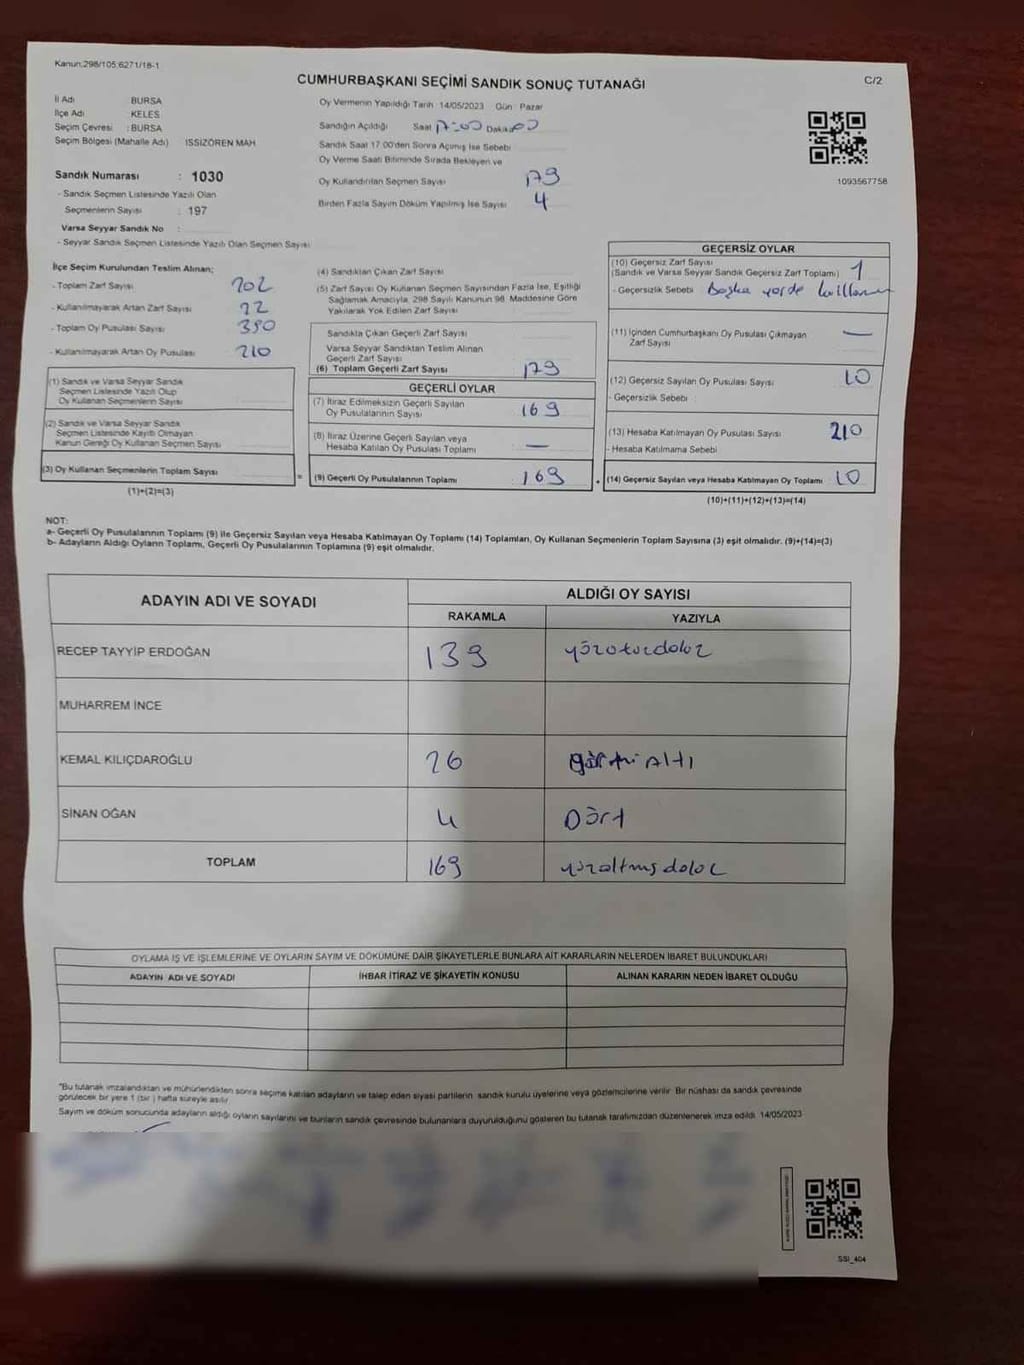 Kanun:298/105,6271/18-1
CUMHURBAŞKANI SEÇİMİ SANDIK SONUÇ TUTANAĞI
C/2
İl Adı BURSA
İlçe Adı KELES
Seçim Çevresi : BURSA
Seçim Bölgesi (Mahalle Adı) ISSIZÖREN MAH
Sandık Numarası : 1030
- Sandık Seçmen Listesinde Yazılı Olan
Seçmenlerin Sayısı : 197
Varsa Seyyar Sandık No :
- Seyyar Sandık Seçmen Listesinde Yazılı Olan Seçmen Sayısı
Oy Vermenin Yapıldığı Tarih 14/05/2023 Gün : Pazar
Sandığın Açıldığı Saat 17:00 Dakika 00
Sandık Saat 17.00'den Sonra Açımış İse Sebebi
Oy Verme Saati Bitiminde Sırada Bekleyen ve
Oy Kullandırılan Seçmen Sayısı 179
Birden Fazla Sayım Döküm Yapılmış İse Sayısı 4
1093567758
İlçe Seçim Kurulundan Teslim Alınan;
- Toplam Zarf Sayısı 202
- Kullanılmayarak Artan Zarf Sayısı 22
- Toplam Oy Pusulası Sayısı 390
- Kullanılmayarak Artan Oy Pusulası 210
(1) Sandık ve Varsa Seyyar Sandık
Seçmen Listesinde Yazılı Olup
Oy Kullanan Seçmenlerin Sayısı
(2) Sandık ve Varsa Seyyar Sandık
Seçmen Listesinde Kayıtlı Olmayan
Kanun Gereği Oy Kullanan Seçmen Sayısı
(3) Oy Kullanan Seçmenlerin Toplam Sayısı
(1)+(2)=(3)
=
(4) Sandıktan Çıkan Zarf Sayısı
(5) Zarf Sayısı Oy Kullanan Seçmen Sayısından Fazla İse, Eşitliği
Sağlamak Amacıyla, 298 Sayılı Kanunun 98. Maddesine Göre
Yakılarak Yok Edilen Zarf Sayısı
Sandıkta Çıkan Geçerli Zarf Sayısı
Varsa Seyyar Sandıktan Teslim Alınan
Geçerli Zarf Sayısı
(6) Toplam Geçerli Zarf Sayısı 179
GEÇERLİ OYLAR
(7) İtiraz Edilmeksizin Geçerli Sayılan
Oy Pusulalarının Sayısı 169
(8) İtiraz Üzerine Geçerli Sayılan veya
Hesaba Katılan Oy Pusulası Toplamı —
(9) Geçerli Oy Pusulalarının Toplamı 169
+
GEÇERSİZ OYLAR
(10) Geçersiz Zarf Sayısı
(Sandık ve Varsa Seyyar Sandık Geçersiz Zarf Toplamı) 1
- Geçersizlik Sebebi Başka yerde
(11) İçinden Cumhurbaşkanı Oy Pusulası Çıkmayan
Zarf Sayısı —
(12) Geçersiz Sayılan Oy Pusulası Sayısı 10
- Geçersizlik Sebebi
(13) Hesaba Katılmayan Oy Pusulası Sayısı 210
- Hesaba Katılmama Sebebi
(14) Geçersiz Sayılan veya Hesaba Katılmayan Oy Toplamı 10
(10)+(11)+(12)+(13)=(14)
NOT:
a- Geçerli Oy Pusulalarının Toplamı (9) ile Geçersiz Sayılan veya Hesaba Katılmayan Oy Toplamı (14) Toplamları, Oy Kullanan Seçmenlerin Toplam Sayısına (3) eşit olmalıdır. (9)+(14)=(3)
b- Adayların Aldığı Oyların Toplamı, Geçerli Oy Pusulalarının Toplamına (9) eşit olmalıdır.
ADAYIN ADI VE SOYADI
ALDIĞI OY SAYISI
RAKAMLA YAZIYLA
RECEP TAYYİP ERDOĞAN 139 yüzotuzdokuz
MUHARREM İNCE
KEMAL KILIÇDAROĞLU 26 yirmi Altı
SİNAN OĞAN 4 Dört
TOPLAM 169 yüzaltmışdokuz
OYLAMA İŞ VE İŞLEMLERİNE VE OYLARIN SAYIM VE DÖKÜMÜNE DAİR ŞİKAYETLERLE BUNLARA AİT KARARLARIN NELERDEN İBARET BULUNDUKLARI
ADAYIN ADI VE SOYADI İHBAR İTİRAZ VE ŞİKAYETİN KONUSU ALINAN KARARIN NEDEN İBARET OLDUĞU
"Bu tutanak imzalandıktan ve mühürlendikten sonra seçime katılan adayların ve talep eden siyasi partilerin sandık kurulu üyelerine veya gözlemcilerine verilir. Bir nüshası da sandık çevresinde
görülecek bir yere 1 (bir) hafta süreyle asılır.
Sayım ve döküm sonucunda adayların aldığı oyların sayılarını ve bunların sandık çevresinde bulunanlara duyurulduğunu gösteren bu tutanak tarafımızdan düzenlenerek imza edildi. 14/05/2023
SSI_404